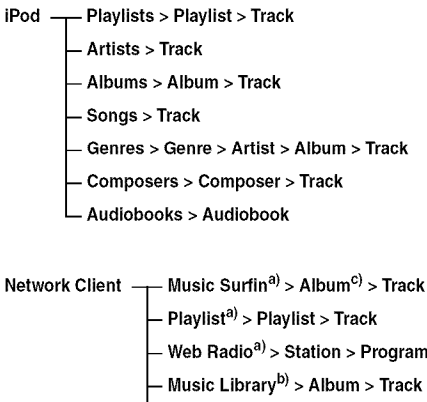 iPod Playlists > Playlist > Track
Artists > Track
Albums > Album > Track
Songs > Track
Genres > Genre > Artist > Album > Track
Composers > Composer > Track
Audiobooks > Audiobook
Network Client Music Surfin a) > Album c) > Track
Playlist a) > Playlist > Track
Web Radio a) > Station > Program
Music Library b) > Album > Track